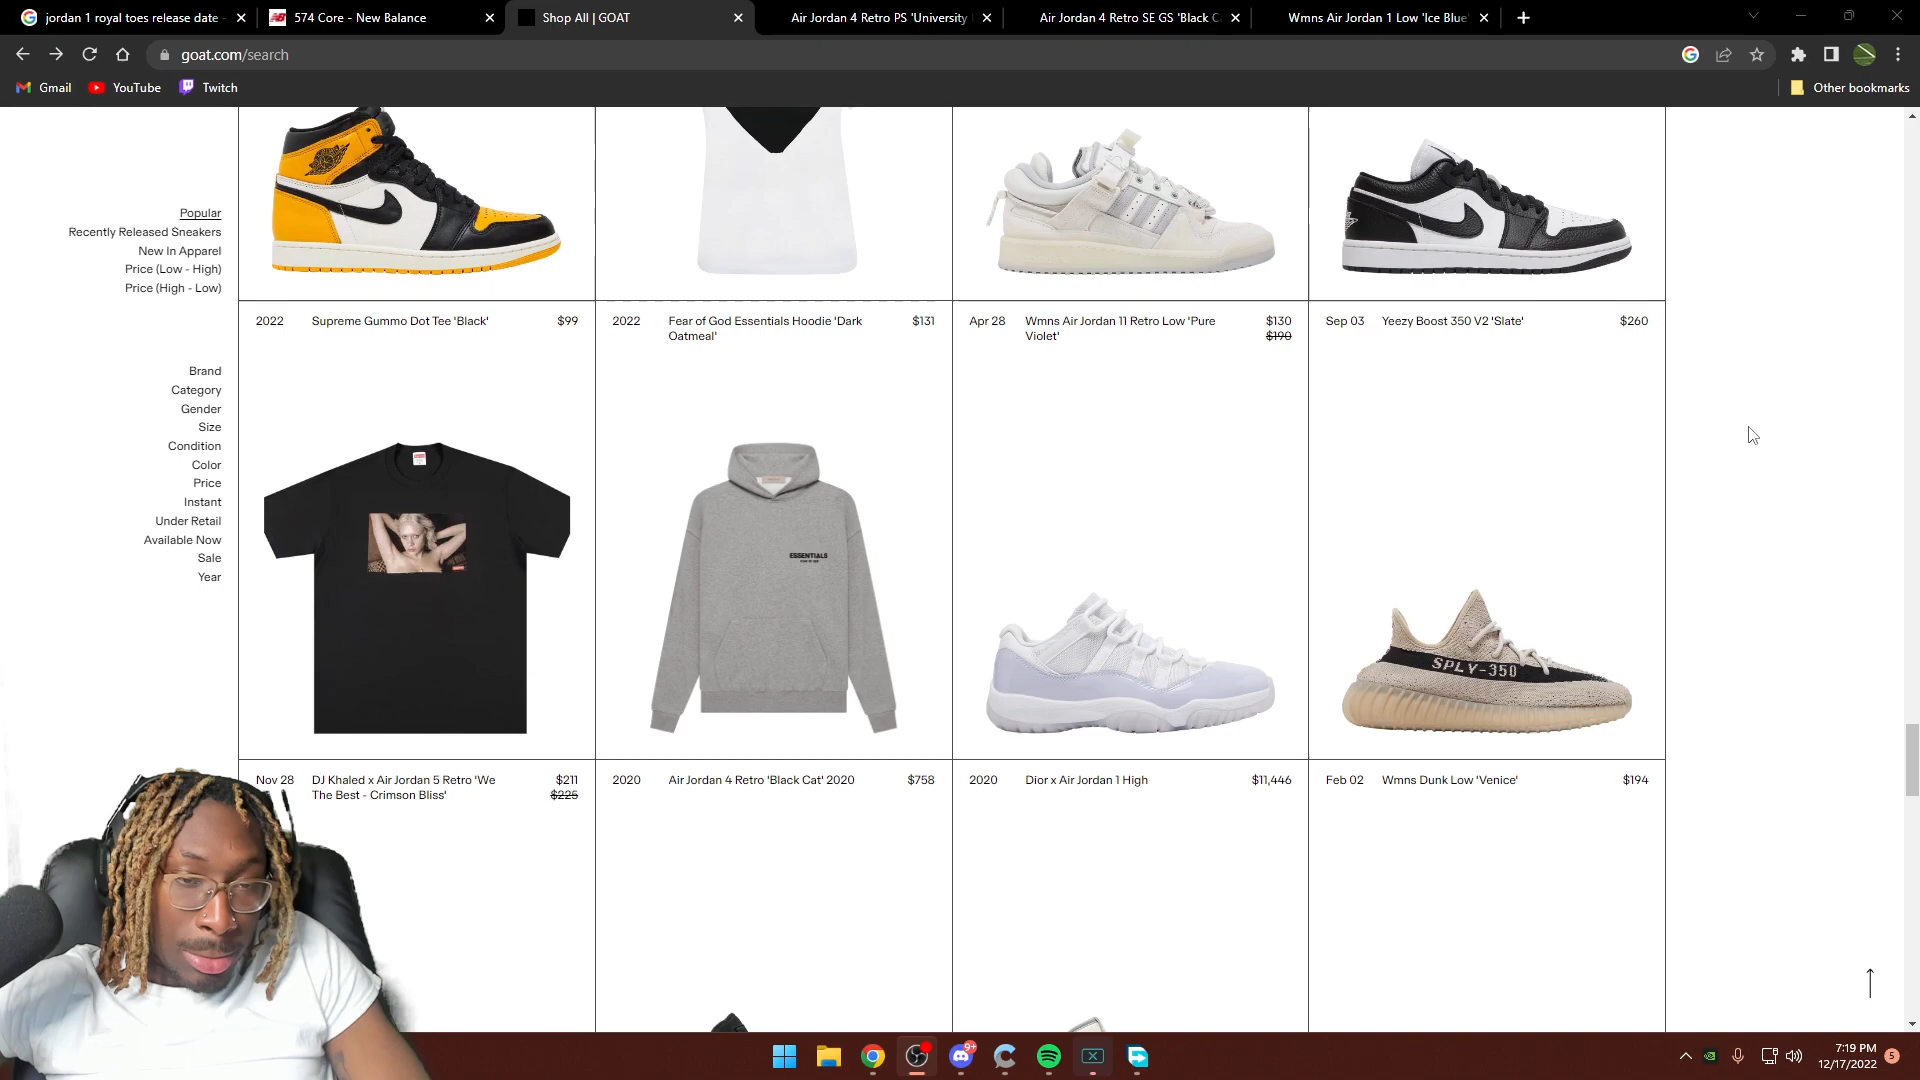 jordan 1 royal toes release date
574 Core - New Balance
Shop All | GOAT
Air Jordan 4 Retro PS 'University
Air Jordan 4 Retro SE GS 'Black C
Wmns Air Jordan 1 Low 'Ice Blue'
goat.com/search
Gmail
YouTube
Twitch
Other bookmarks
Popular
Recently Released Sneakers
New In Apparel
Price (Low - High)
Price (High - Low)
2022 Supreme Gummo Dot Tee 'Black' $99
2022 Fear of God Essentials Hoodie 'Dark $131
Oatmeal'
Apr 28 Wmns Air Jordan 11 Retro Low 'Pure $130
Violet' $190
Sep 03 Yeezy Boost 350 V2 'Slate' $260
Brand
Category
Gender
Size
Condition
Color
Price
Instant
Under Retail
Available Now
Sale
Year
ESSENTIALS
SPLY-350
Nov 28 DJ Khaled x Air Jordan 5 Retro 'We $211
The Best - Crimson Bliss' $225
2020 Air Jordan 4 Retro 'Black Cat' 2020 $758
2020 Dior x Air Jordan 1 High $11,446
Feb 02 Wmns Dunk Low 'Venice' $194
9+
7:19 PM
12/17/2022
5